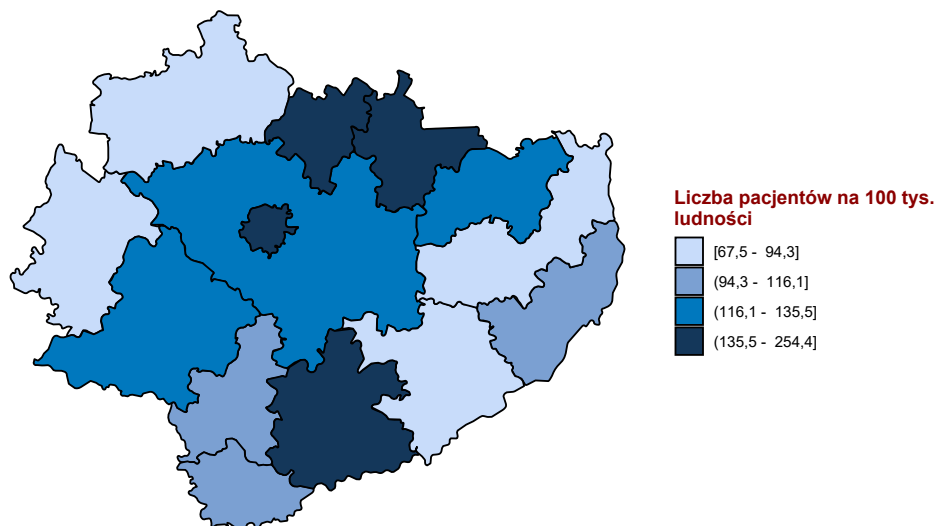 Liczba pacjentów na 100 tys.
ludności
[67,5 - 94,3]
(94,3 - 116,1]
(116,1 - 135,5]
(135,5 - 254,4]